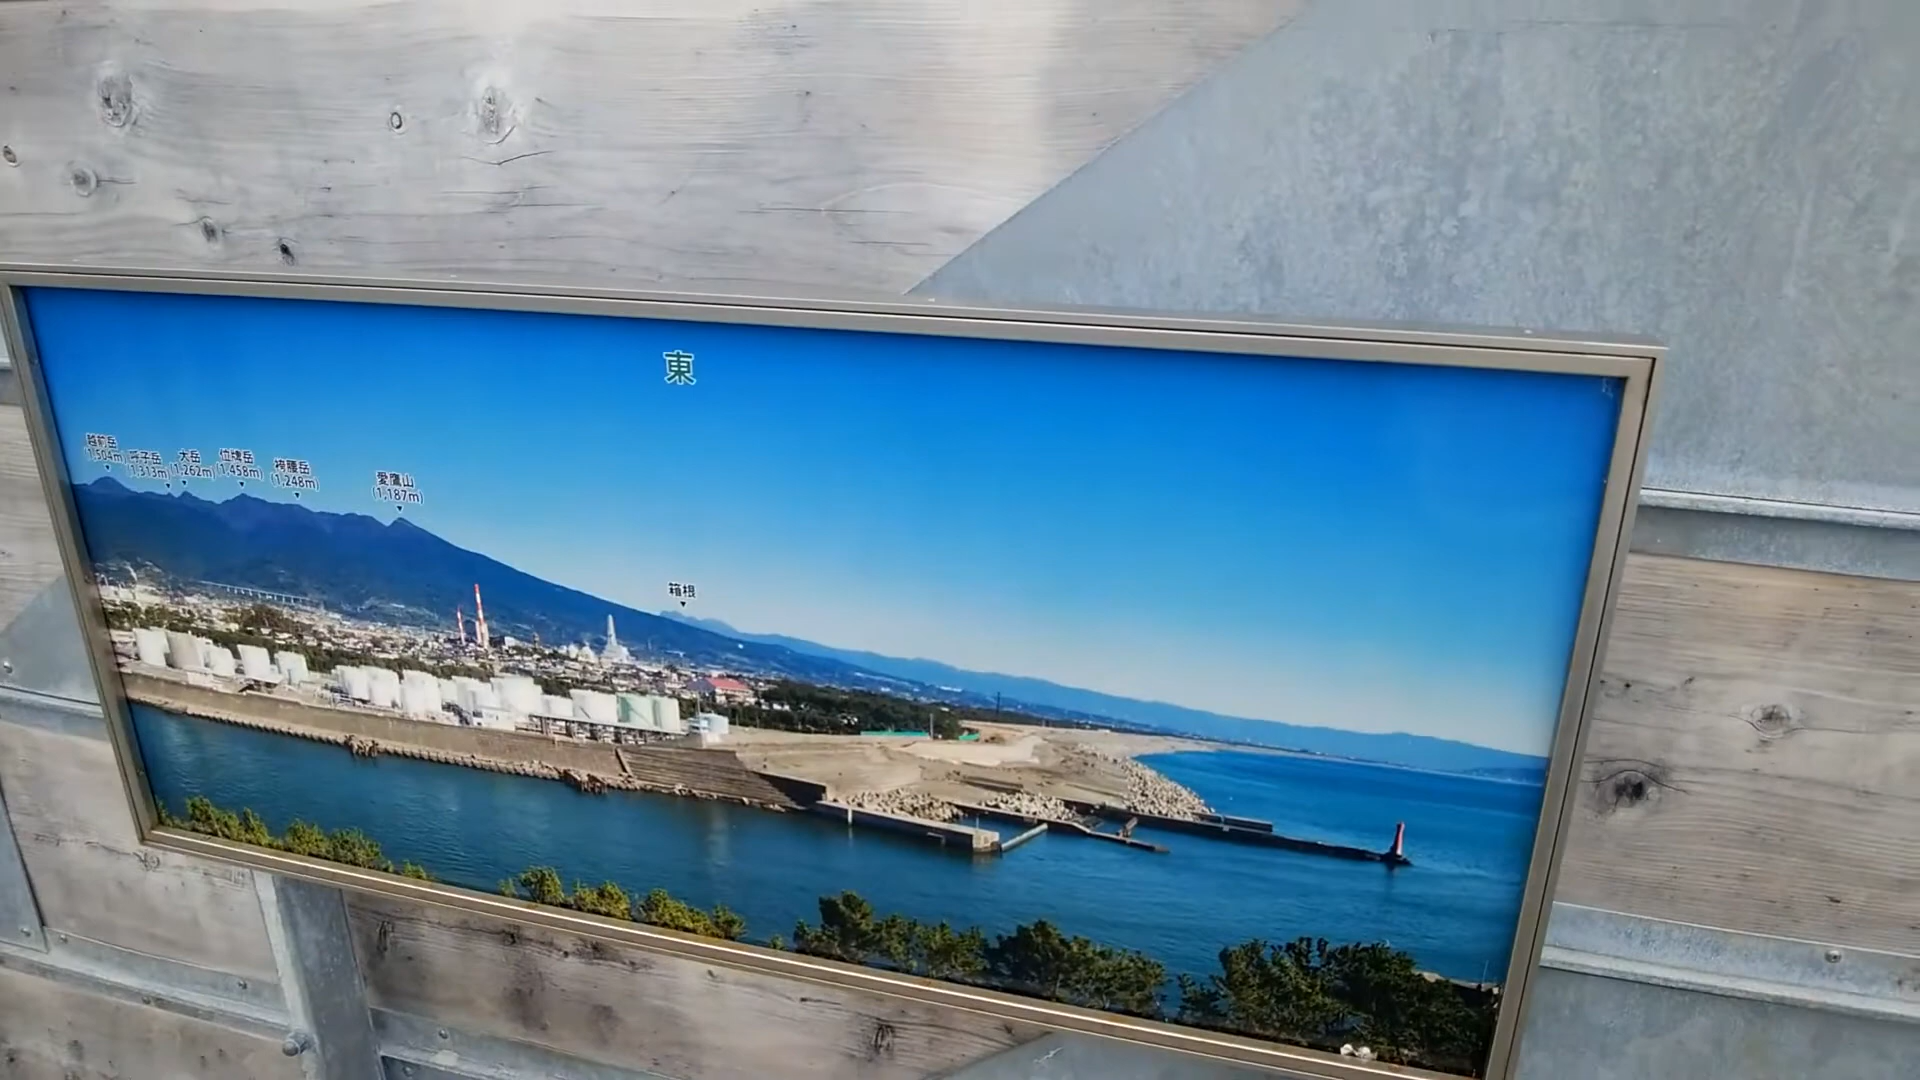 東
越前岳
(1,504m)
呼子岳
(1,313m)
大岳
(1,262m)
位牌岳
(1,458m)
袴腰岳
(1,248m)
愛鷹山
(1,187m)
箱根